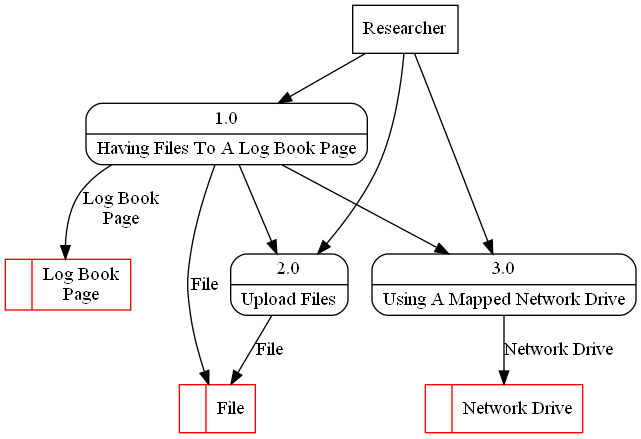 Researcher
1.0
Having Files To A Log Book Page
Log Book
Page
Log Book
Page
File
2.0
Upload Files
3.0
Using A Mapped Network Drive
File
Network Drive
File
Network Drive